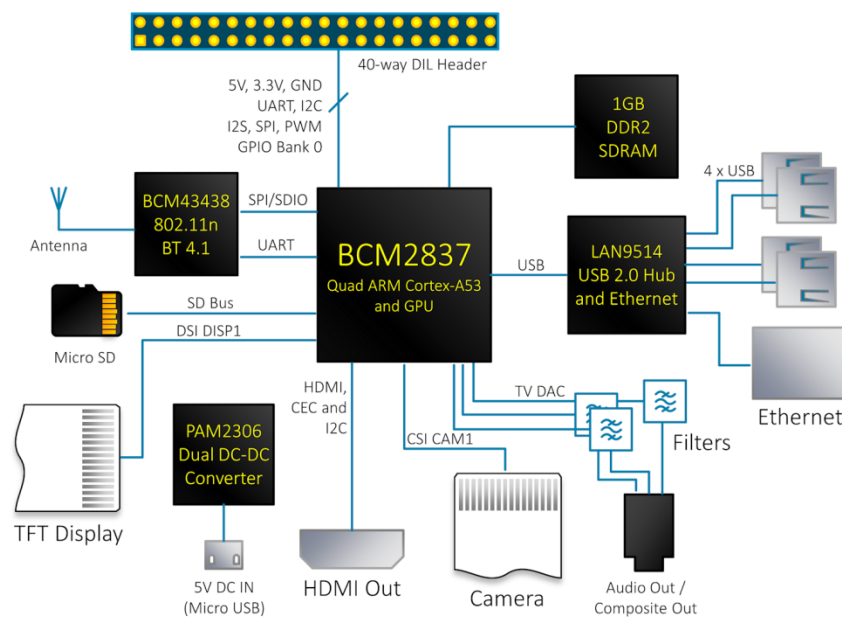 40-way DIL Header
5V, 3.3V, GND
UART, I2C
I2S, SPI, PWM
GPIO Bank 0
1GB
DDR2
SDRAM
4 x USB
BCM43438
802.11n
BT 4.1
SPI/SDIO
UART
Antenna
BCM2837
Quad ARM Cortex-A53
and GPU
USB
LAN9514
USB 2.0 Hub
and Ethernet
SD Bus
Micro SD
DSI DISP1
HDMI,
CEC and
I2C
TV DAC
Ethernet
Filters
CSI CAM1
PAM2306
Dual DC-DC
Converter
TFT Display
5V DC IN
(Micro USB)
HDMI Out
Camera
Audio Out /
Composite Out